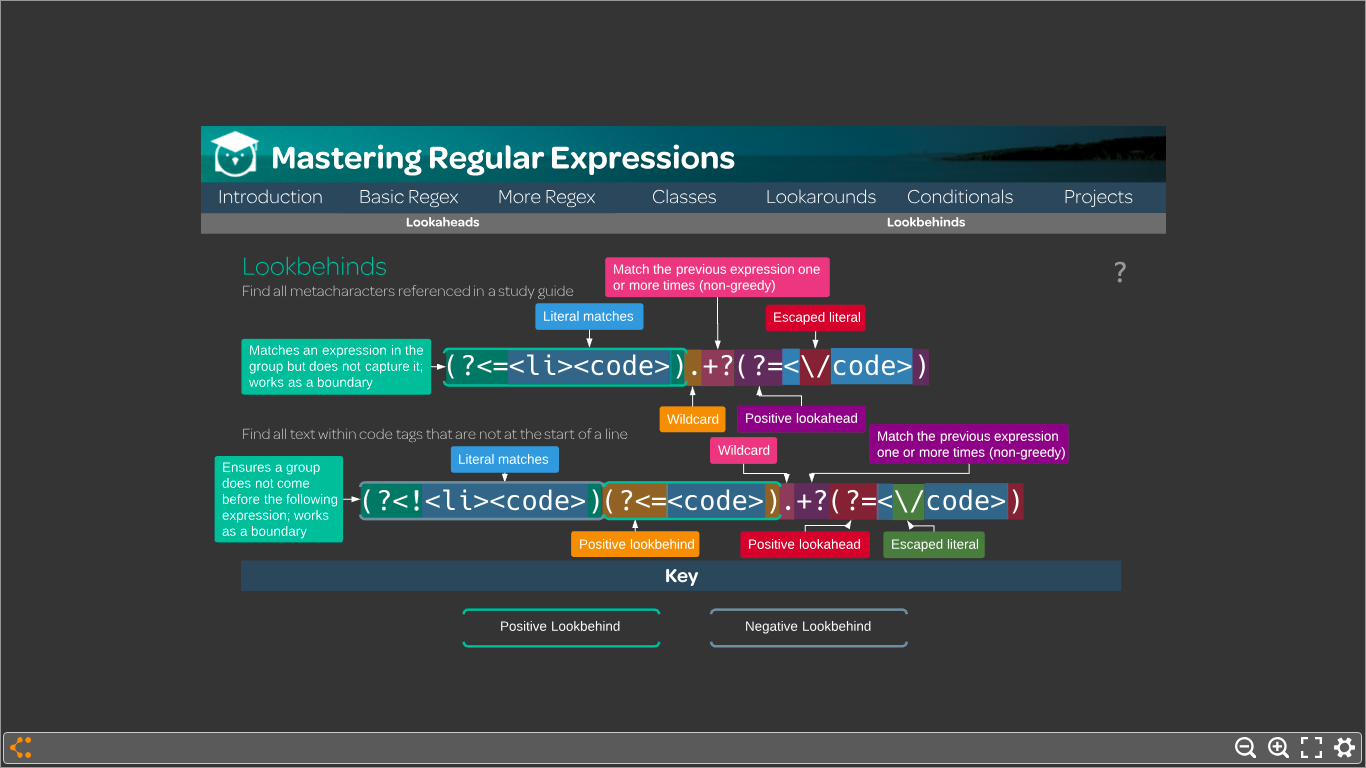 Mastering Regular Expressions
Introduction Basic Regex More Regex Classes Lookarounds Conditionals Projects
Lookaheads Lookbehinds
Lookbehinds
?
Find all metacharacters referenced in a study guide
Match the previous expression one
or more times (non-greedy)
Literal matches
Escaped literal
Matches an expression in the
group but does not capture it;
works as a boundary
(?<=<li><code>).+?(?=<\/code>)
Wildcard
Positive lookahead
Find all text within code tags that are not at the start of a line
Literal matches
Wildcard
Match the previous expression
one or more times (non-greedy)
Ensures a group
does not come
before the following
expression; works
as a boundary
(?<!<li><code>)(?<=<code>).+?(?=<\/code>)
Positive lookbehind
Positive lookahead
Escaped literal
Key
Positive Lookbehind
Negative Lookbehind